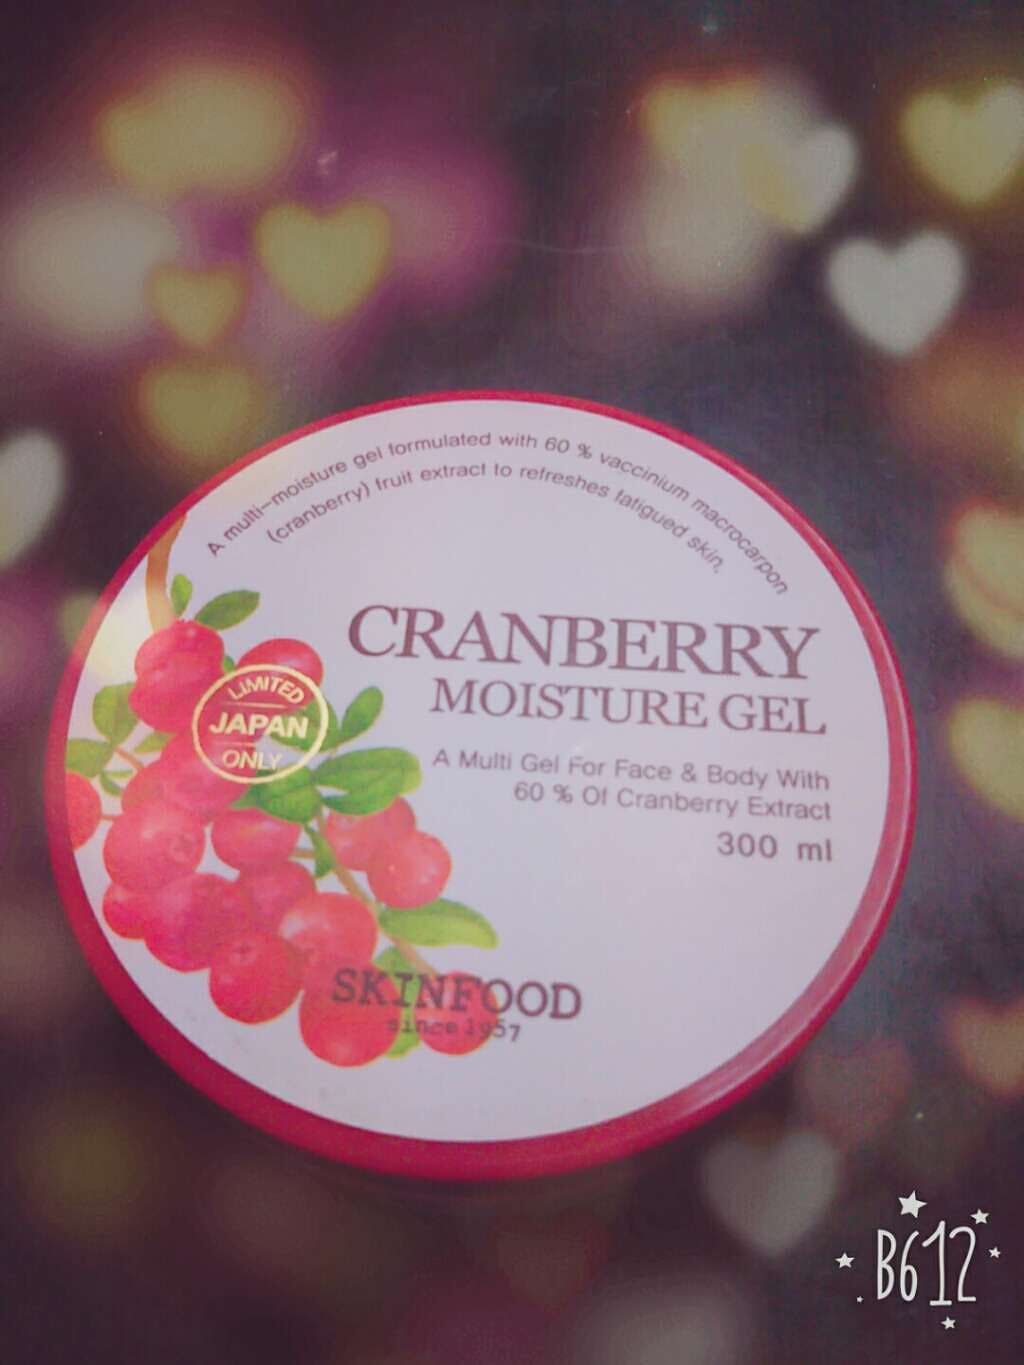 A multi-moisture gel formulated with 60 % vaccinium macrocarpon
(cranberry) fruit extract to refreshes fatigued skin.
CRANBERRY
MOISTURE GEL
LIMITED
JAPAN
ONLY
A Multi Gel For Face & Body With
60 % Of Cranberry Extract
300 ml
SKINFOOD
since 1957
B612